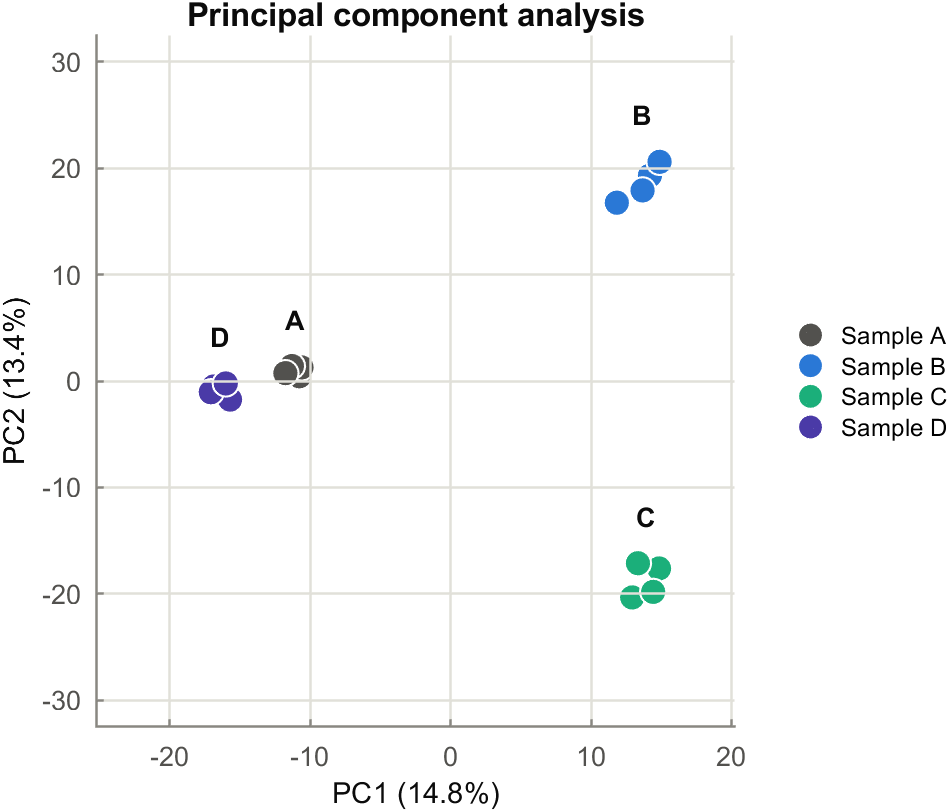 Principal component analysis
30
20
10
0
-10
-20
-30
PC2 (13.4%)
B
A
D
C
-20
-10
0
10
20
PC1 (14.8%)
Sample A
Sample B
Sample C
Sample D